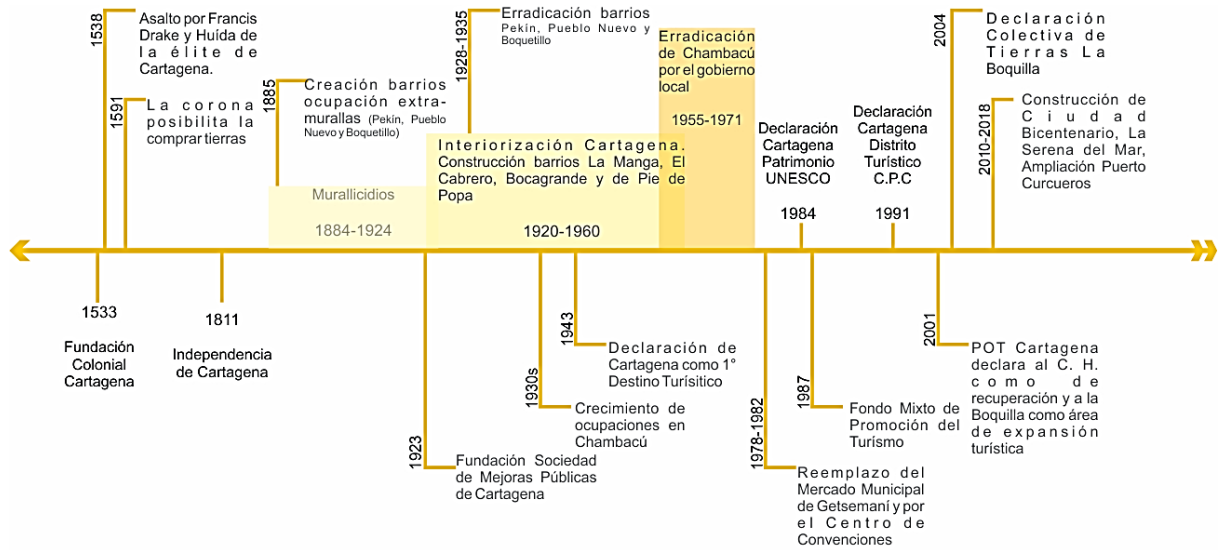 1538
Asalto por Francis
Drake y Huída de
la élite de
Cartagena.
1591
La corona
posibilita la
comprar tierras
1885
Creación barrios
ocupación extra-
murallas (Pekín, Pueblo
Nuevo y Boquetillo)
Murallicidios
1884-1924
1928-1935
Erradicación barrios
Pekín, Pueblo Nuevo y
Boquetillo
Interiorización Cartagena.
Construcción barrios La Manga, El
Cabrero, Bocagrande y de Pie de
Popa
1920-1960
Erradicación
de Chambacú
por el gobierno
local
1955-1971
Declaración
Cartagena
Patrimonio
UNESCO
1984
Declaración
Cartagena
Distrito
Turístico
C.P.C
1991
2004
Declaración
Colectiva de
Tierras La
Boquilla
2010-2018
Construcción de
Ciudad
Bicentenario, La
Serena del Mar,
Ampliación Puerto
Curcueros
1533
Fundación
Colonial
Cartagena
1811
Independencia
de Cartagena
1923
Fundación Sociedad
de Mejoras Públicas
de Cartagena
1930s
Crecimiento de
ocupaciones en
Chambacú
1943
Declaración de
Cartagena como 1°
Destino Turísitico
1978-1982
Reemplazo del
Mercado Municipal
de Getsemaní y por
el Centro de
Convenciones
1987
Fondo Mixto de
Promoción del
Turísmo
2001
POT Cartagena
declara al C. H.
como de
recuperación y a la
Boquilla como área
de expansión
turística